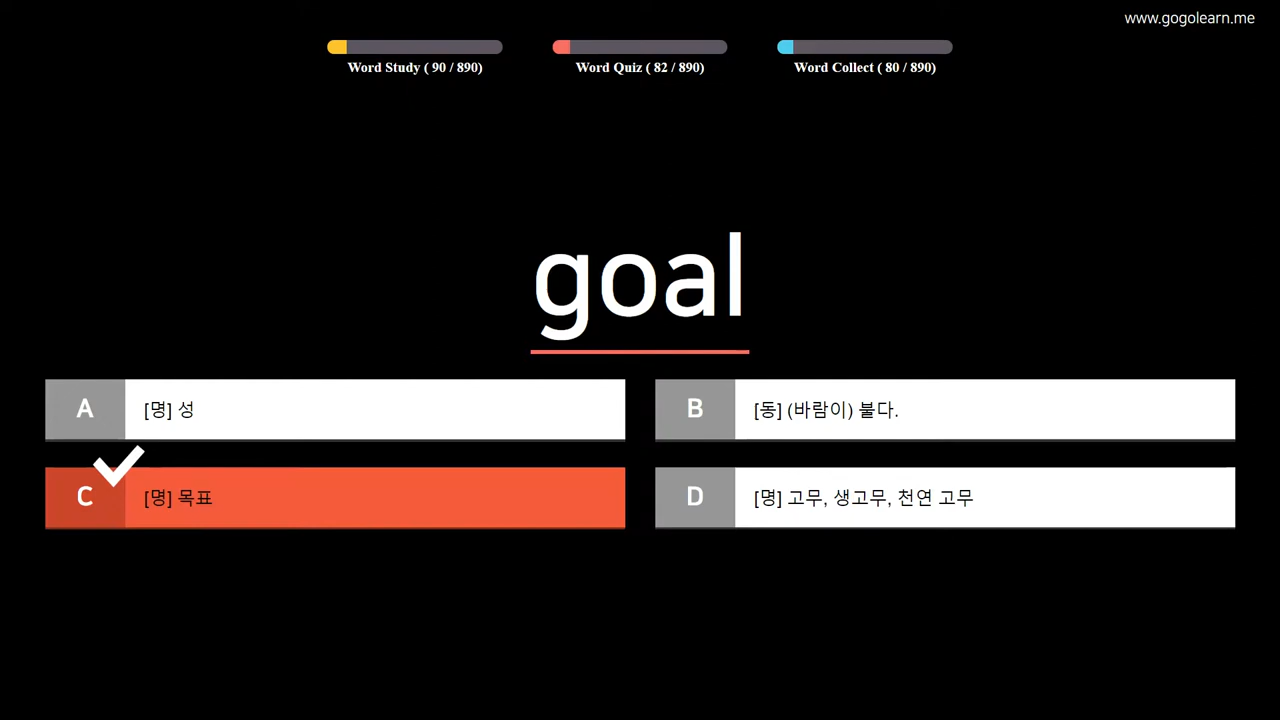 www.gogolearn.me
Word Study ( 90 / 890)
Word Quiz ( 82 / 890)
Word Collect ( 80 / 890)
goal
A [명] 성
B [동] (바람이) 불다.
C [명] 목표
D [명] 고무, 생고무, 천연 고무